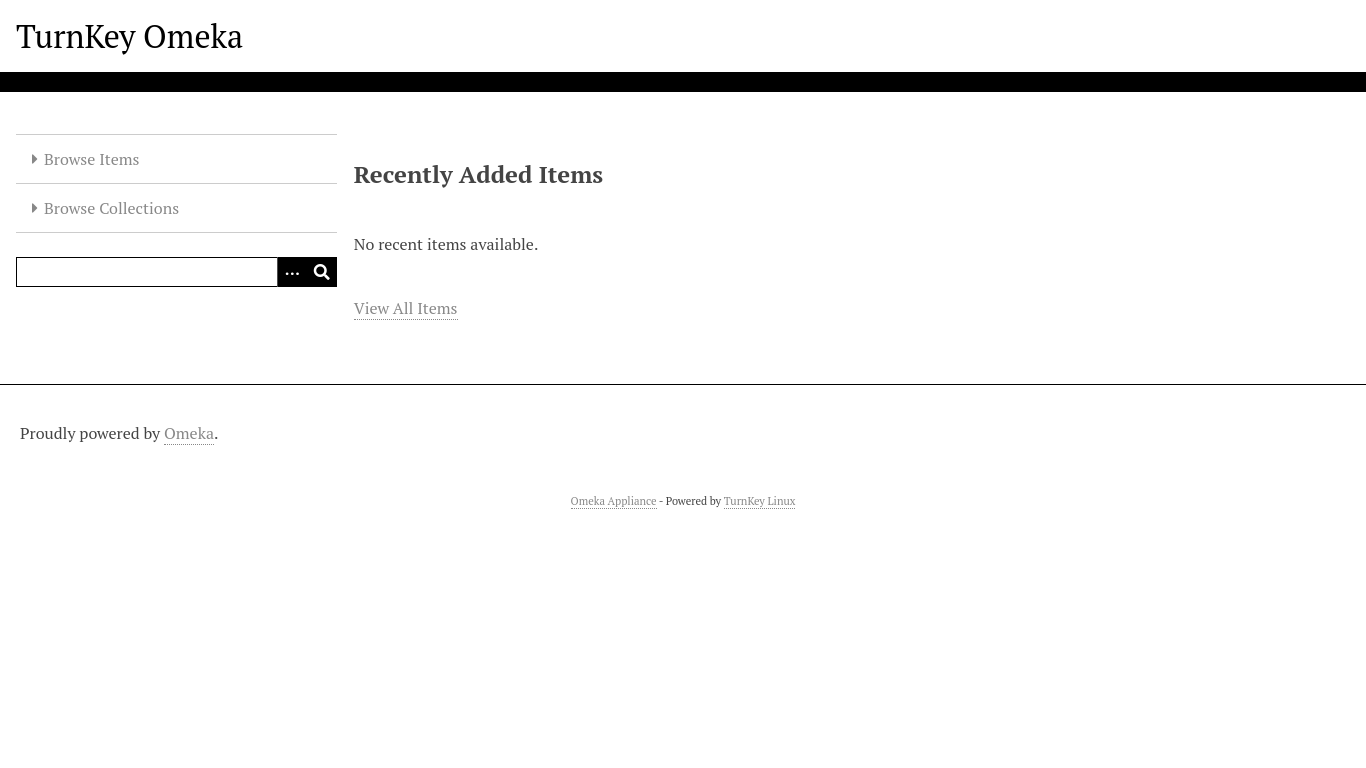 TurnKey Omeka
Browse Items
Browse Collections
...
Recently Added Items
No recent items available.
View All Items
Proudly powered by Omeka.
Omeka Appliance - Powered by TurnKey Linux